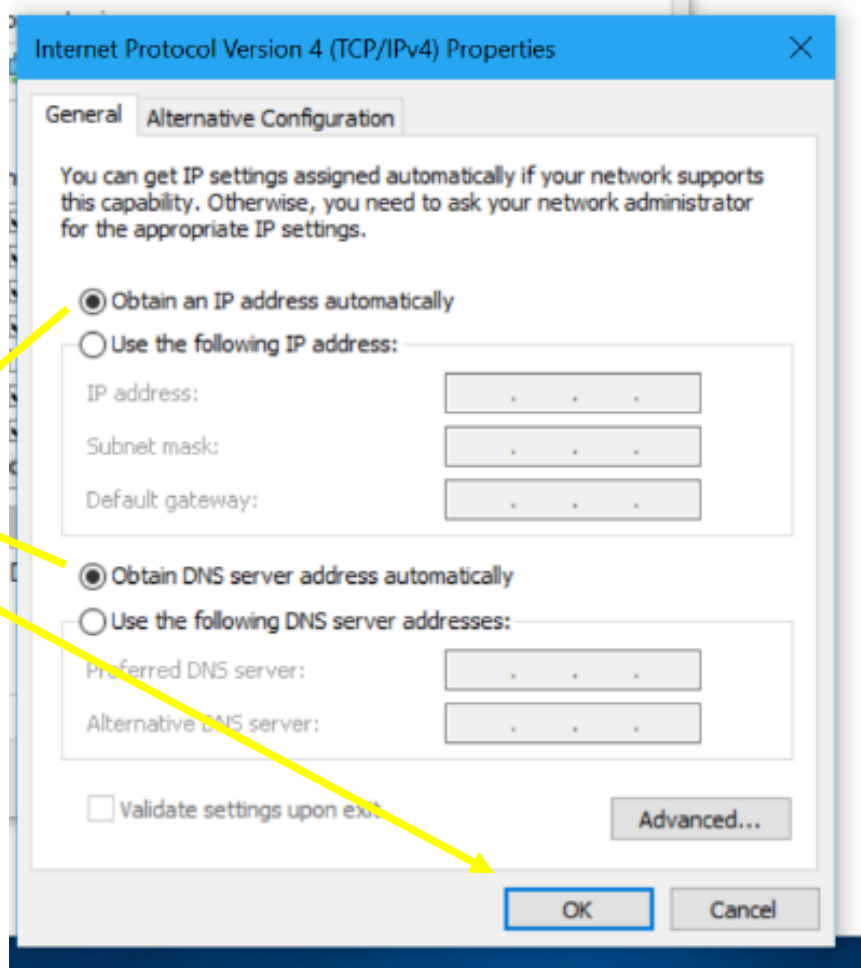 Internet Protocol Version 4 (TCP/IPv4) Properties
General Alternative Configuration
You can get IP settings assigned automatically if your network supports
this capability. Otherwise, you need to ask your network administrator
for the appropriate IP settings.
Obtain an IP address automatically
Use the following IP address:
IP address:
Subnet mask:
Default gateway:
Obtain DNS server address automatically
Use the following DNS server addresses:
Preferred DNS server:
Alternative DNS server:
Validate settings upon exit
Advanced...
OK Cancel